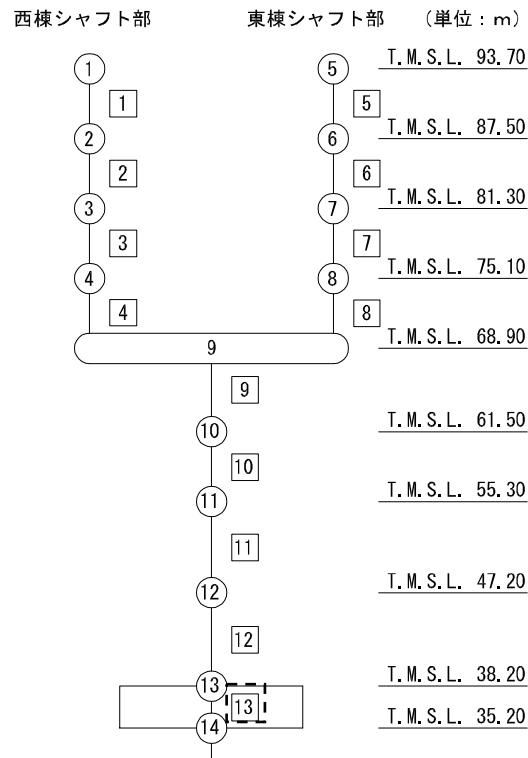 西棟シャフト部 東棟シャフト部 (単位:m)
1 5 T.M.S.L. 93.70
1 5
2 6 T.M.S.L. 87.50
2 6
3 7 T.M.S.L. 81.30
3 7
4 8 T.M.S.L. 75.10
4 8
9 T.M.S.L. 68.90
9
10 T.M.S.L. 61.50
10
11 T.M.S.L. 55.30
11
12 T.M.S.L. 47.20
12
13 T.M.S.L. 38.20
13
14 T.M.S.L. 35.20